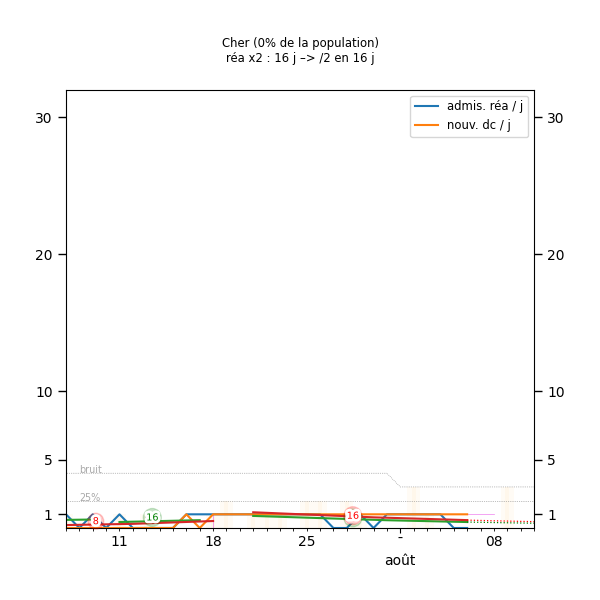 Cher (0% de la population)
réa x2 : 16 j –> /2 en 16 j
admis. réa / j
nouv. dc / j
30 30
20 20
10 10
5 5
bruit
25%
1 8 16 16 1
11 18 25 - 08
août